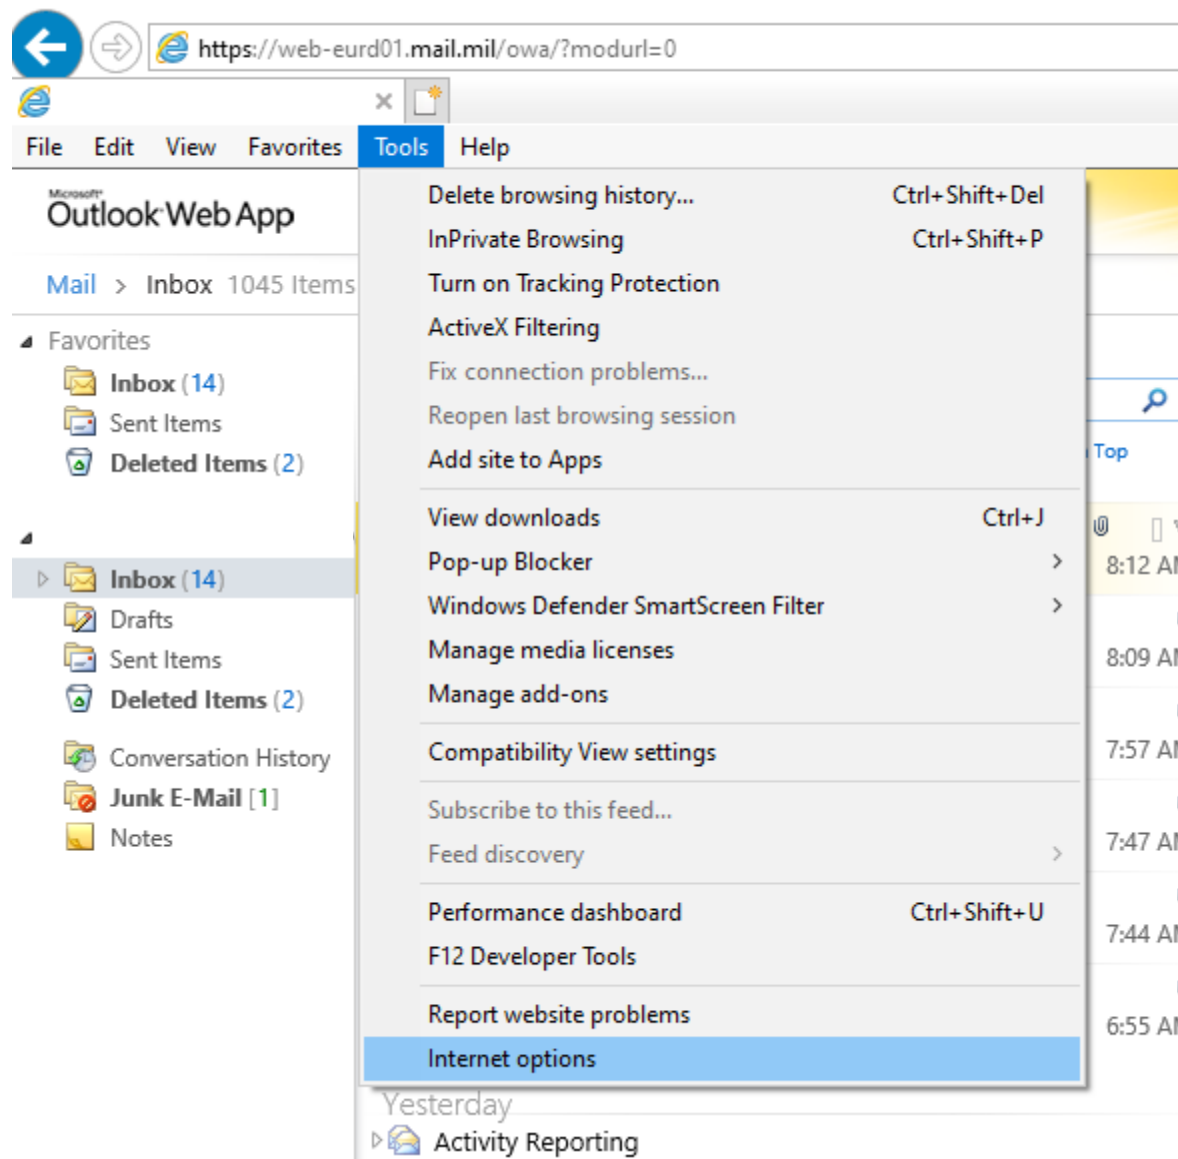 https://web-eurd01.mail.mil/owa/?modurl=0
File Edit View Favorites Tools Help
Microsoft
Outlook Web App
Mail > Inbox 1045 Items
Favorites
Inbox (14)
Sent Items
Deleted Items (2)
Inbox (14)
Drafts
Sent Items
Deleted Items (2)
Conversation History
Junk E-Mail [1]
Notes
Delete browsing history... Ctrl+Shift+Del
InPrivate Browsing Ctrl+Shift+P
Turn on Tracking Protection
ActiveX Filtering
Fix connection problems...
Reopen last browsing session
Add site to Apps
View downloads Ctrl+J
Pop-up Blocker
Windows Defender SmartScreen Filter
Manage media licenses
Manage add-ons
Compatibility View settings
Subscribe to this feed...
Feed discovery
Performance dashboard Ctrl+Shift+U
F12 Developer Tools
Report website problems
Internet options
Top
8:12
8:09
7:57
7:47
7:44
6:55
Yesterday
Activity Reporting